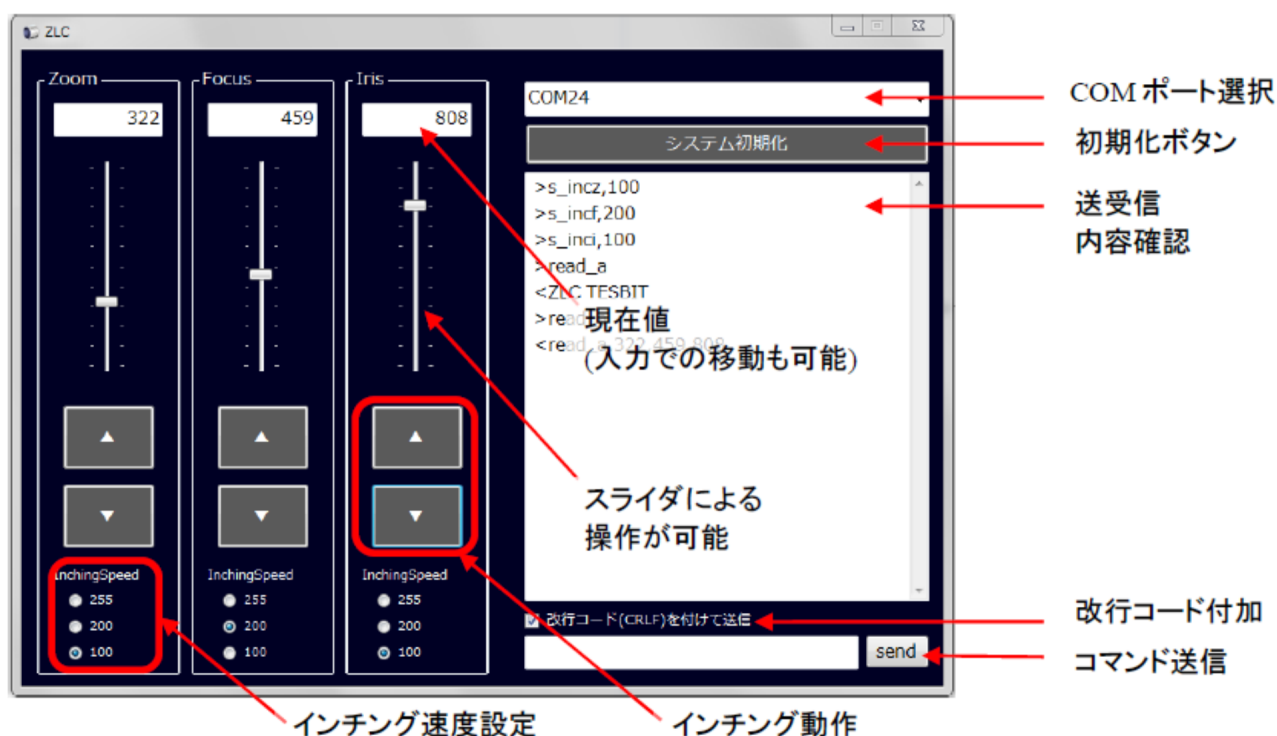 ZLC
Zoom
322
InchingSpeed
255
200
100
Focus
459
InchingSpeed
255
200
100
Iris
808
InchingSpeed
255
200
100
COM24
システム初期化
>s_incz,100
>s_incf,200
>s_inci,100
>read_a
<ZLC TESBIT
>re
<read_a,322,459,808
改行コード(CRLF)を付けて送信
send
COM ポート選択
初期化ボタン
送受信
内容確認
現在値
(入力での移動も可能)
スライダによる
操作が可能
改行コード付加
コマンド送信
インチング速度設定
インチング動作